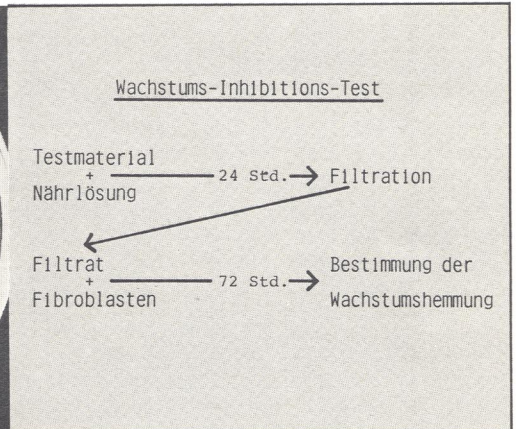 Wachstums-Inhibitions-Test
Testmaterial
+ 24 Std. Filtration
Nährlösung
Filtrat Bestimmung der
+ 72 Std.
Fibroblasten Wachstumshemmung